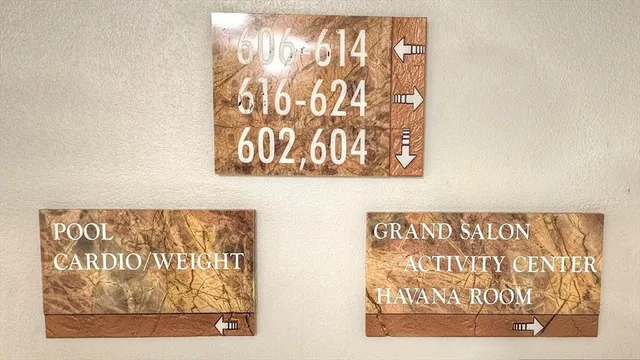 606-614
616-624
602,604
POOL
CARDIO/WEIGHT
GRAND SALON
ACTIVITY CENTER
HAVANA ROOM